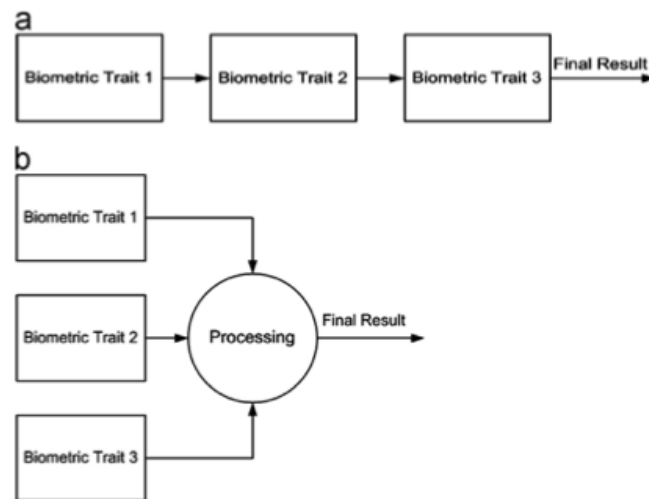 a
Biometric Trait 1
Biometric Trait 2
Biometric Trait 3
Final Result
b
Biometric Trait 1
Biometric Trait 2
Biometric Trait 3
Processing
Final Result